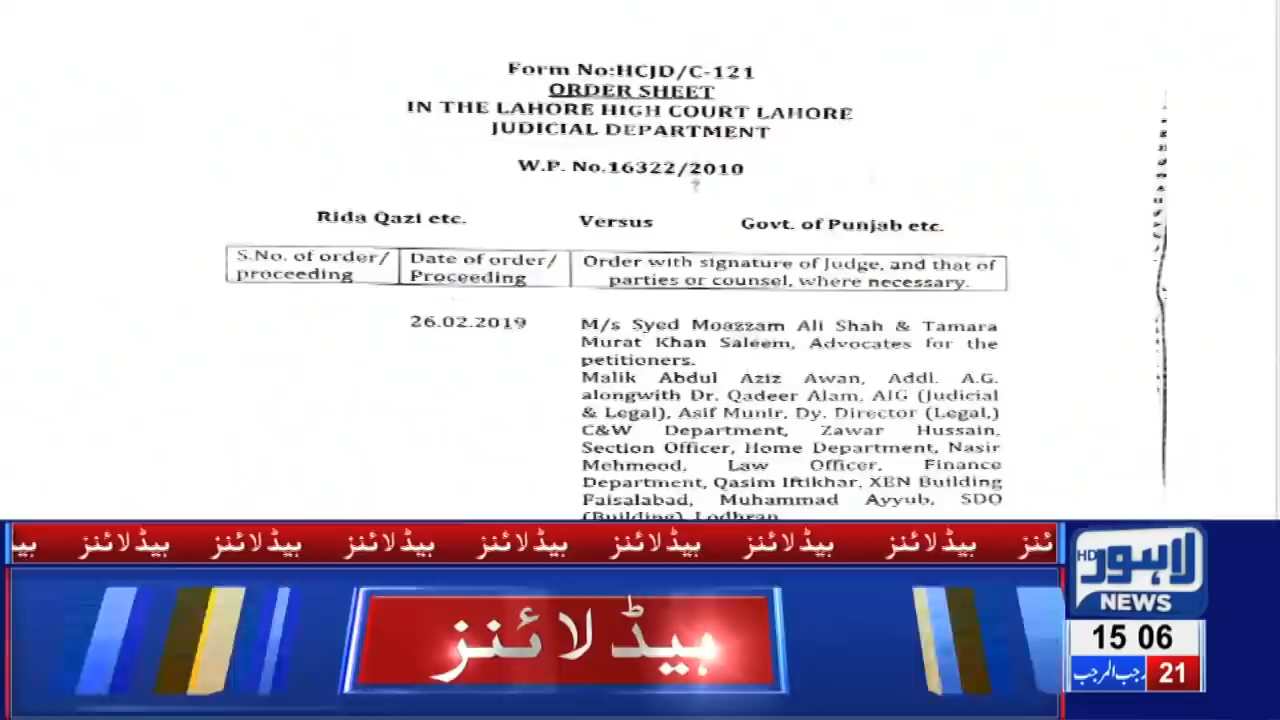 Form No:HCJD/C-121
ORDER SHEET
IN THE LAHORE HIGH COURT LAHORE
JUDICIAL DEPARTMENT
W.P. No.16322/2010
Rida Qazi etc. Versus Govt. of Punjab etc.
S.No. of order/ Date of order/ Order with signature of Judge, and that of
proceeding Proceeding parties or counsel, where necessary.
26.02.2019 M/s Syed Moazzam Ali Shah & Tamara
Murat Khan Saleem, Advocates for the
petitioners.
Malik Abdul Aziz Awan, Addl. A.G.
alongwith Dr. Qadeer Alam, AIG (Judicial
& Legal), Asif Munir, Dy. Director (Legal,)
C&W Department, Zawar Hussain,
Section Officer, Home Department, Nasir
Mehmood, Law Officer, Finance
Department, Qasim Iftikhar, XEN Building
Faisalabad, Muhammad Ayyub, SDO
(Building) Lodhran
ہیڈلائنز ہیڈلائنز ہیڈلائنز ہیڈلائنز ہیڈلائنز ہیڈلائنز ہیڈلائنز
ہیڈلائنز
HD لاہور
NEWS
15 06
21 رجب المرجب